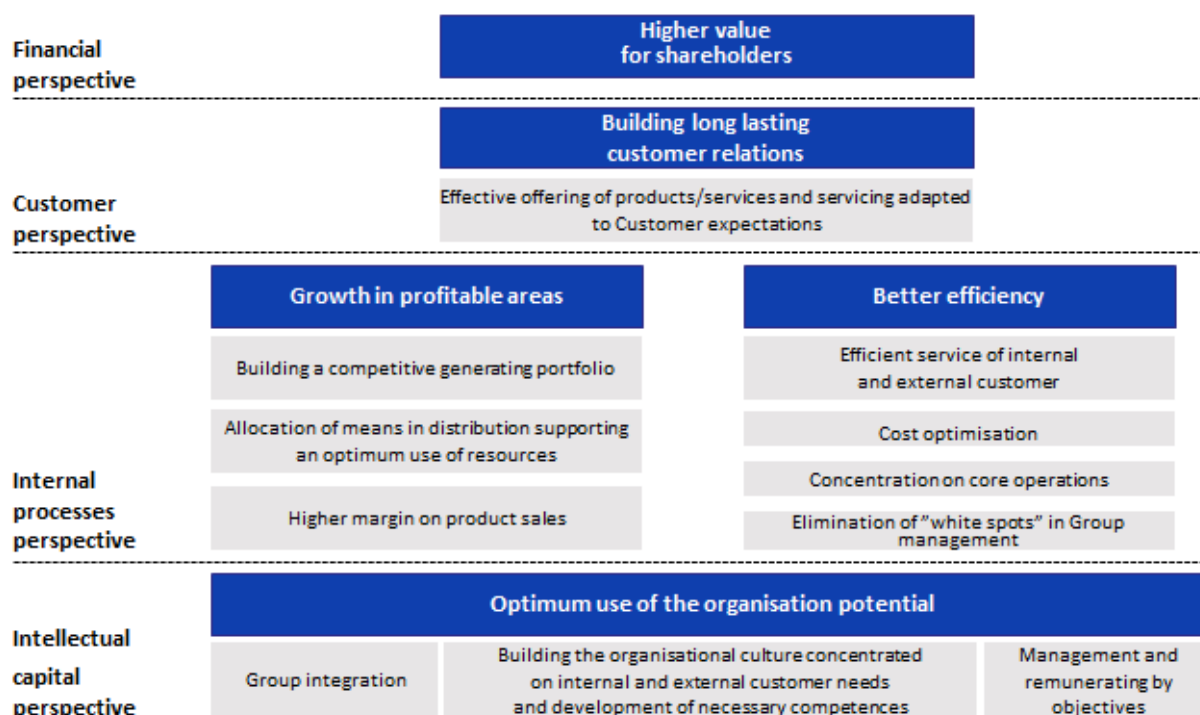 Financial
perspective
Higher value
for shareholders
Building long lasting
customer relations
Customer
perspective
Effective offering of products/services and servicing adapted
to Customer expectations
Internal
processes
perspective
Growth in profitable areas
Building a competitive generating portfolio
Allocation of means in distribution supporting
an optimum use of resources
Higher margin on product sales
Better efficiency
Efficient service of internal
and external customer
Cost optimisation
Concentration on core operations
Elimination of ”white spots” in Group
management
Intellectual
capital
perspective
Optimum use of the organisation potential
Group integration
Building the organisational culture concentrated
on internal and external customer needs
and development of necessary competences
Management and
remunerating by
objectives